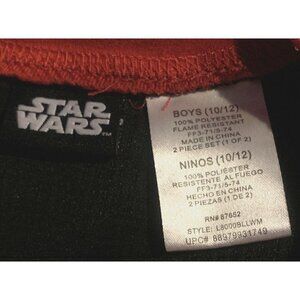 STAR
WARS
BOYS (10/12)
100% POLYESTER
FLAME RESISTANT
FF3-71/5-74
MADE IN CHINA
2 PIECE SET (1 OF 2)
NINOS (10/12)
100% POLIESTER
RESISTENTE AL FUEGO
FF3-71/5-74
HECHO EN CHINA
2 PIEZAS (1 DE 2)
RN# 87652
STYLE: L8000BLLWM
UPC# 88379931749